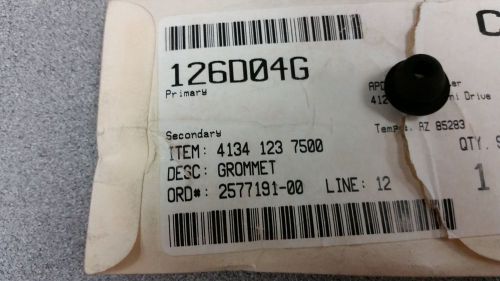 126D04G
Primary
Secondary
ITEM: 4134 123 7500
DESC: GROMMET
ORD#: 2577191-00 LINE: 12
412 Drive
AZ 85283
QTY.
1